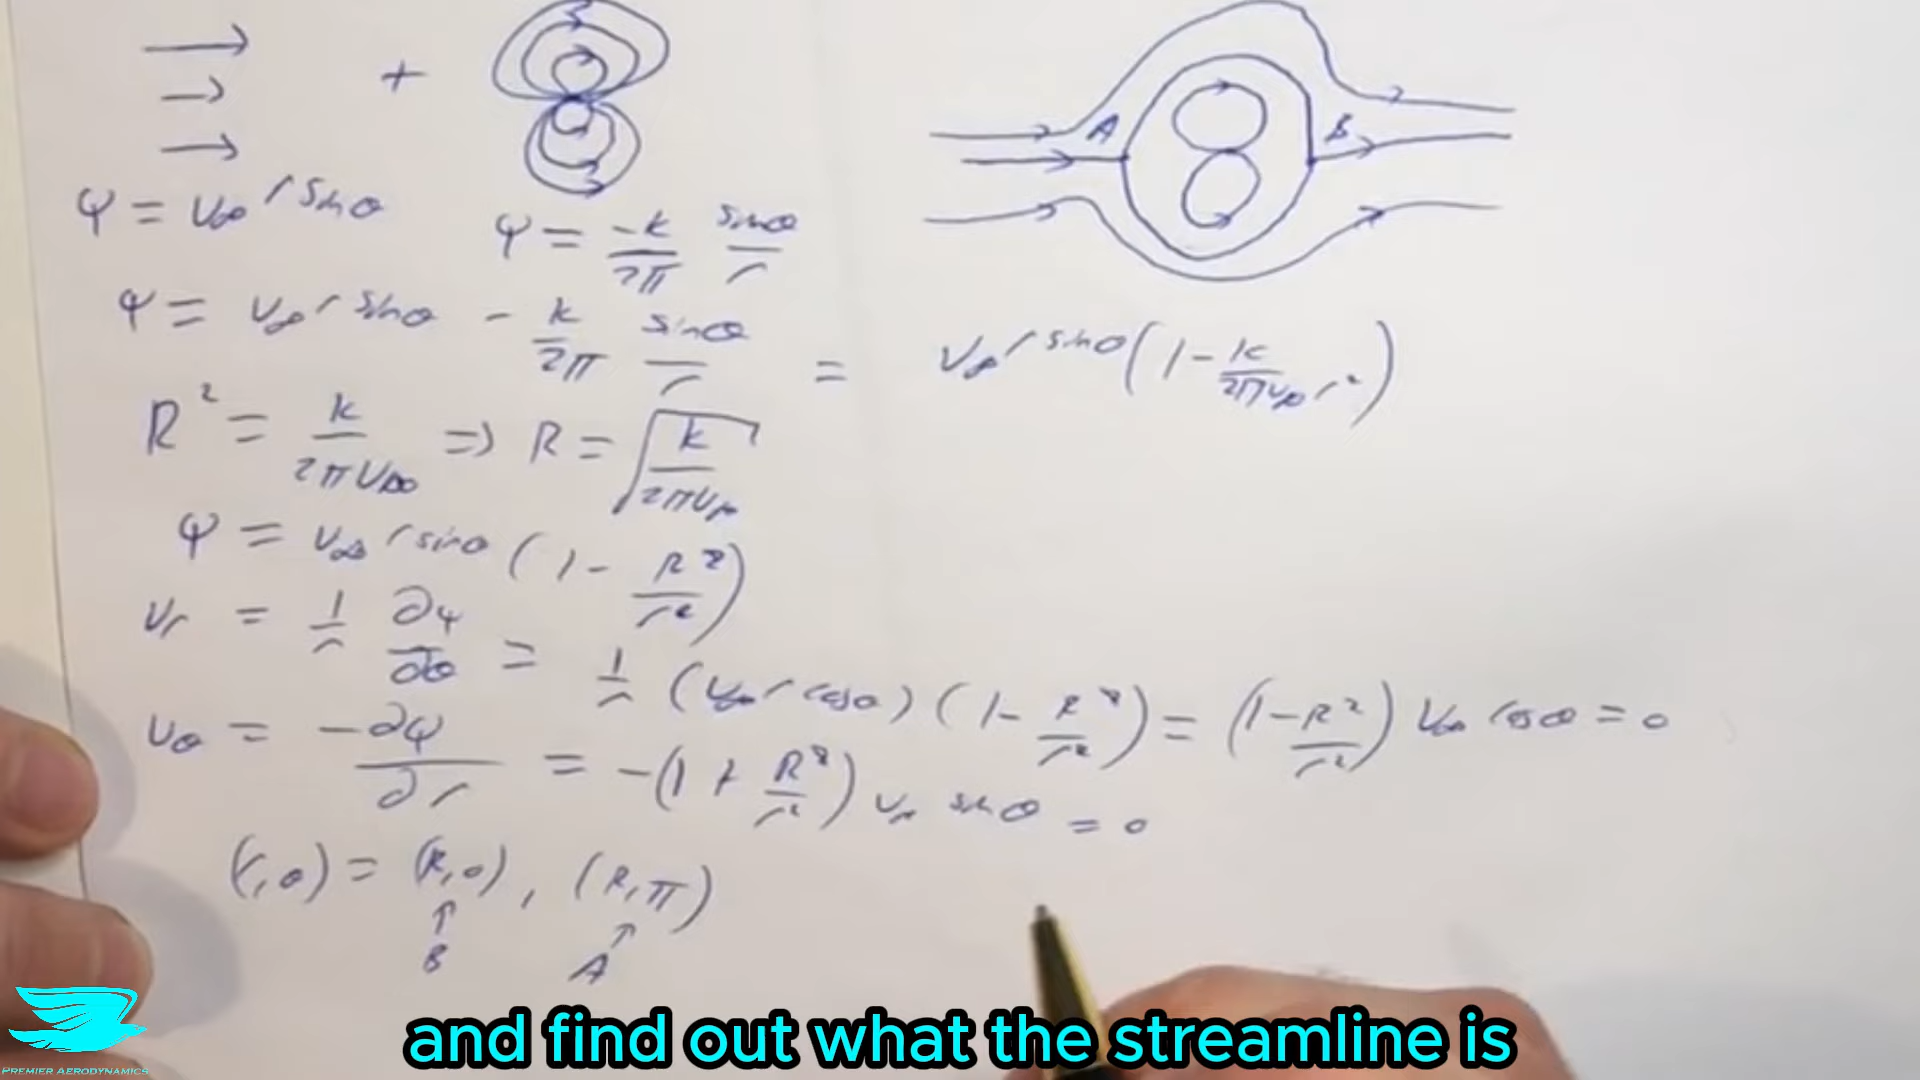 +
A B
ψ = V∞ r sinθ
ψ = -k/2π sinθ/r
ψ = V∞ r sinθ - k/2π sinθ/r = V∞ r sinθ (1 - k/2πV∞ r²)
R² = k/2πV∞ => R = √k/2πV∞
ψ = V∞ r sinθ (1 - R²/r²)
Vr = 1/r ∂ψ/∂θ = 1/r (V∞ r cosθ) (1 - R²/r²) = (1 - R²/r²) V∞ cosθ = 0
Vθ = -∂ψ/∂r = -(1 + R²/r²) V∞ sinθ = 0
(r,θ) = (R,0), (R,π)
↑ ↑
B A
and find out what the streamline is
PREMIER AERODYNAMICS